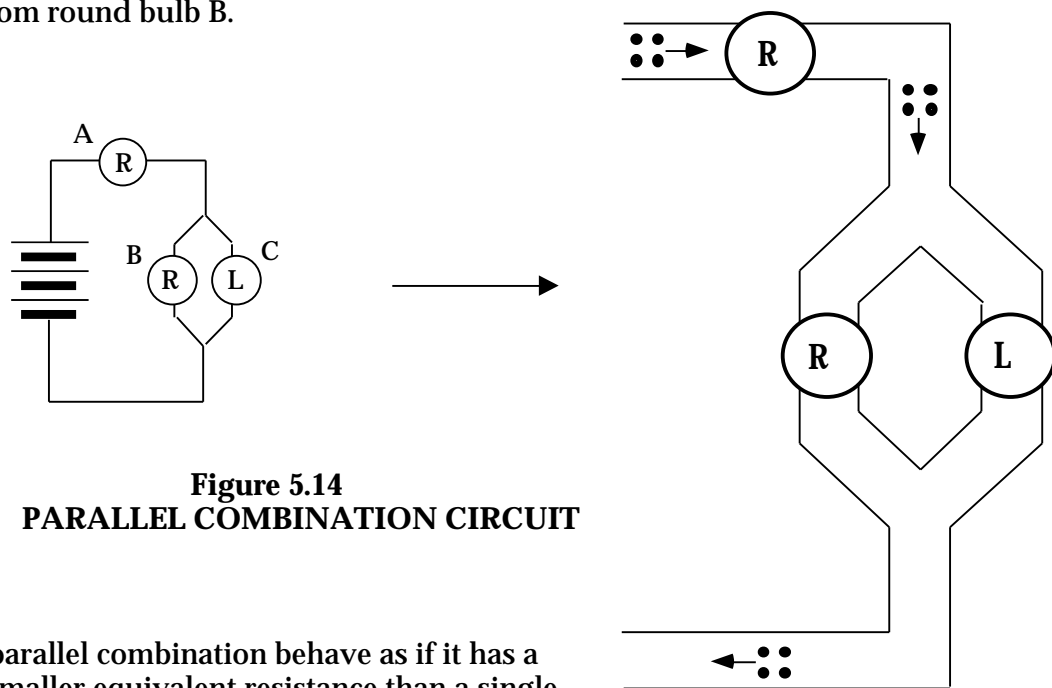 om round bulb B.
A
R
B
R
L
C
R
R
L
Figure 5.14
PARALLEL COMBINATION CIRCUIT
parallel combination behave as if it has a
maller equivalent resistance than a single